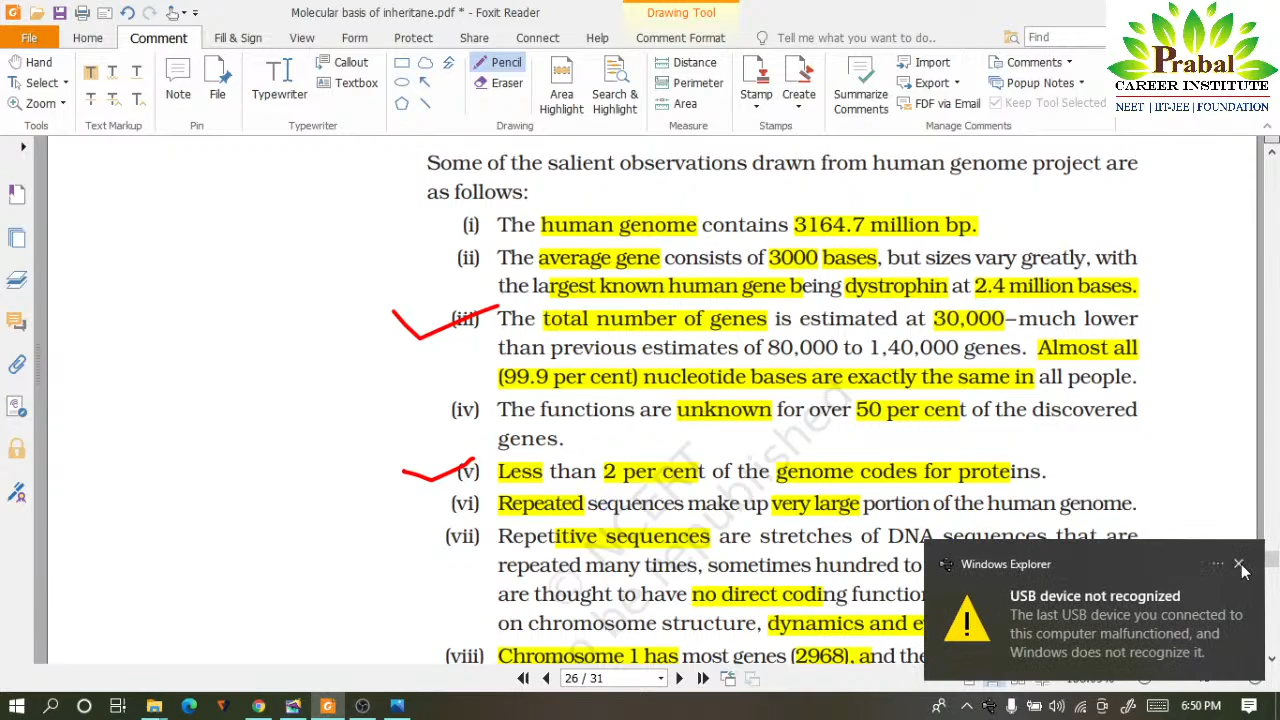 Molecular basis of inheritane.pdf * - Foxit Reader
Drawing Tool
File Home Comment Fill & Sign View Form Protect Share Connect Help Comment Format Tell me what you want to do.. Find
Hand
Select
Zoom
Tools
Text Markup
Note
File
Pin
Typewriter
Callout
Textbox
Typewriter
Pencil
Eraser
Area Highlight
Search & Highlight
Drawing
Distance
Perimeter
Area
Measure
Stamp
Create
Stamps
Summarize Comments
Import
Export
FDF via Email
Comments
Popup Notes
Keep Tool Selected
Manage Comments
Prabal
CAREER INSTITUTE
NEET | IIT-JEE | FOUNDATION
Some of the salient observations drawn from human genome project are
as follows:
(i) The human genome contains 3164.7 million bp.
(ii) The average gene consists of 3000 bases, but sizes vary greatly, with
the largest known human gene being dystrophin at 2.4 million bases.
(iii) The total number of genes is estimated at 30,000–much lower
than previous estimates of 80,000 to 1,40,000 genes. Almost all
(99.9 per cent) nucleotide bases are exactly the same in all people.
(iv) The functions are unknown for over 50 per cent of the discovered
genes.
(v) Less than 2 per cent of the genome codes for proteins.
(vi) Repeated sequences make up very large portion of the human genome.
(vii) Repetitive sequences are stretches of DNA sequences that are
repeated many times, sometimes hundred to
are thought to have no direct coding
on chromosome structure, dynamics and
(viii) Chromosome 1 has most genes (2968), and the
© NCERT
be republished
Windows Explorer
USB device not recognized
The last USB device you connected to
this computer malfunctioned, and
Windows does not recognize it.
26 / 31
6:50 PM